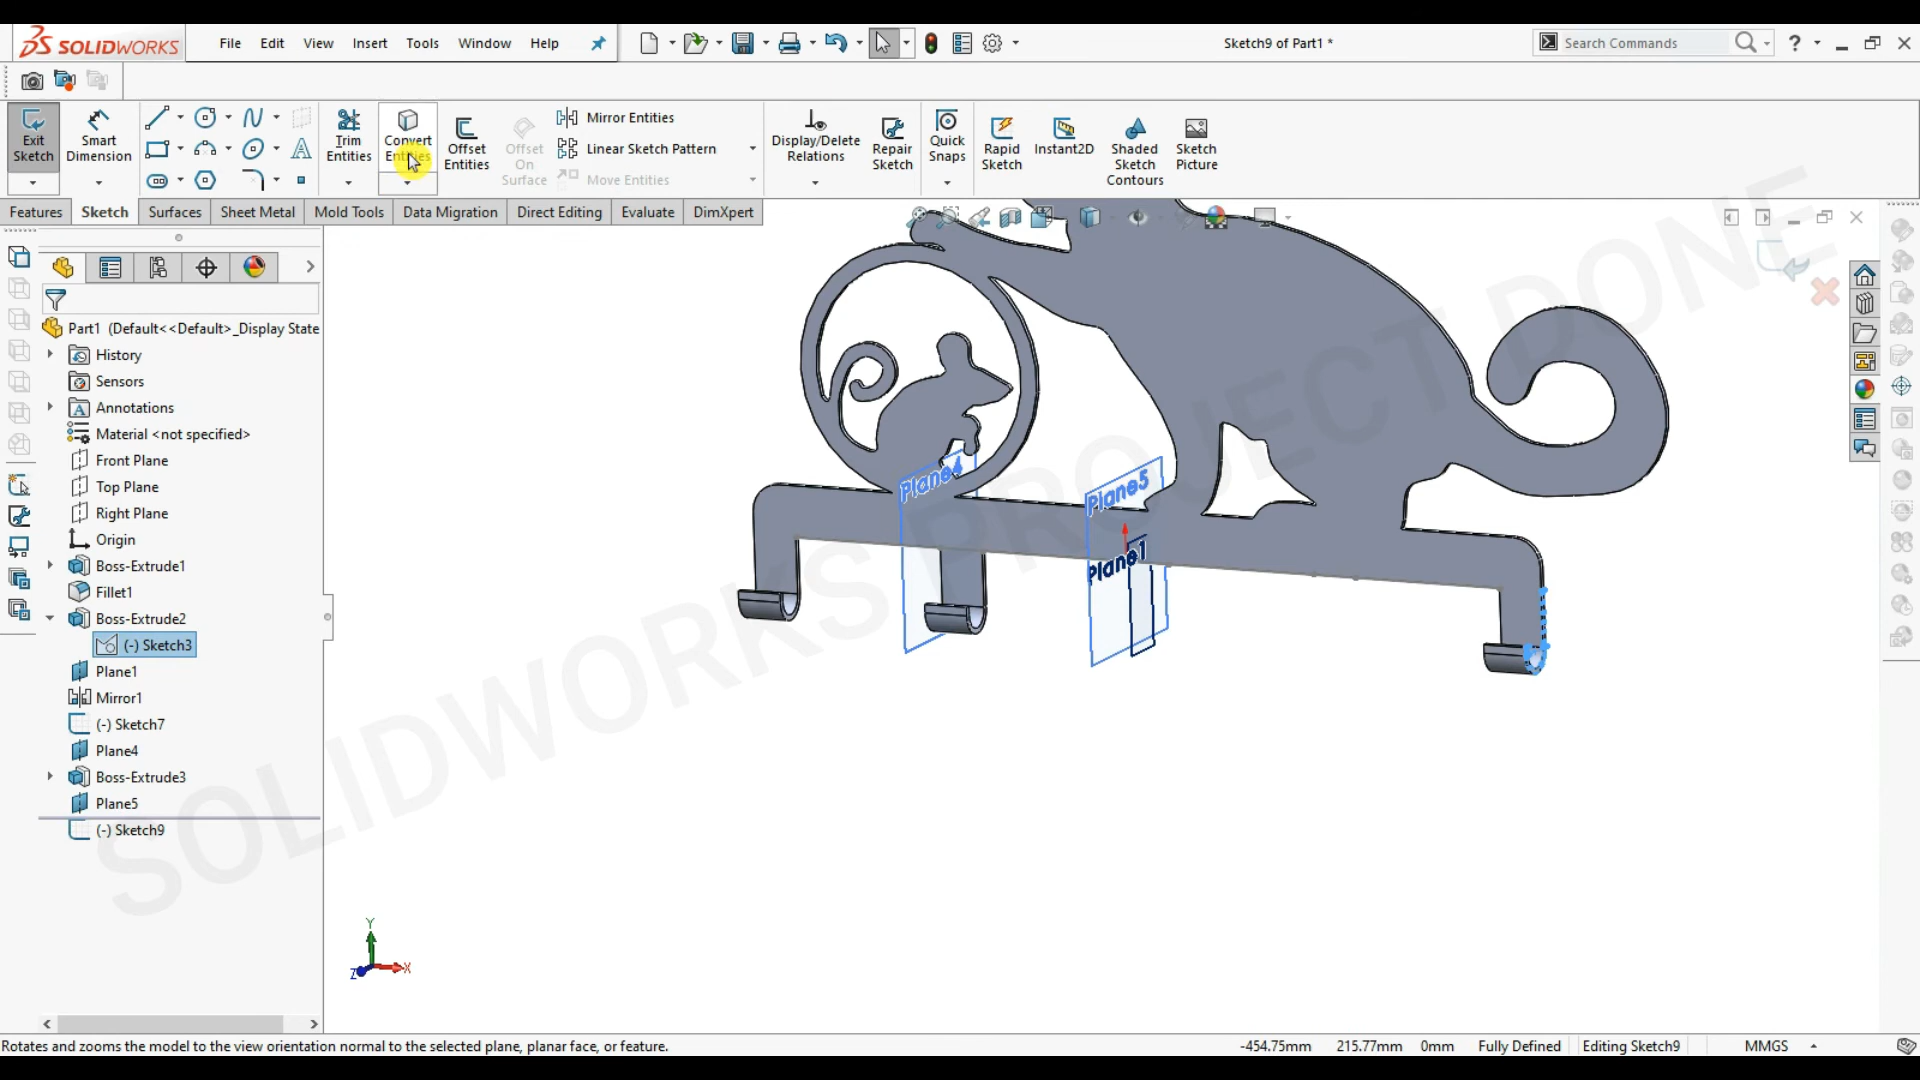 SOLIDWORKS
File Edit View Insert Tools Window Help
Sketch9 of Part1 *
Search Commands
?
Exit Sketch
Smart Dimension
Trim Entities
Convert Entities
Offset Entities
Offset On Surface
Mirror Entities
Linear Sketch Pattern
Move Entities
Display/Delete Relations
Repair Sketch
Quick Snaps
Rapid Sketch
Instant2D
Shaded Sketch Contours
Sketch Picture
Features Sketch Surfaces Sheet Metal Mold Tools Data Migration Direct Editing Evaluate DimXpert
Part1 (Default<<Default>_Display State
History
Sensors
Annotations
Material <not specified>
Front Plane
Top Plane
Right Plane
Origin
Boss-Extrude1
Fillet1
Boss-Extrude2
(-) Sketch3
Plane1
Mirror1
(-) Sketch7
Plane4
Boss-Extrude3
Plane5
(-) Sketch9
Plane4
Plane5
Plane1
SOLIDWORKS PROJECT DONE
Y
Z
X
Rotates and zooms the model to the view orientation normal to the selected plane, planar face, or feature.
-454.75mm 215.77mm 0mm Fully Defined Editing Sketch9 MMGS